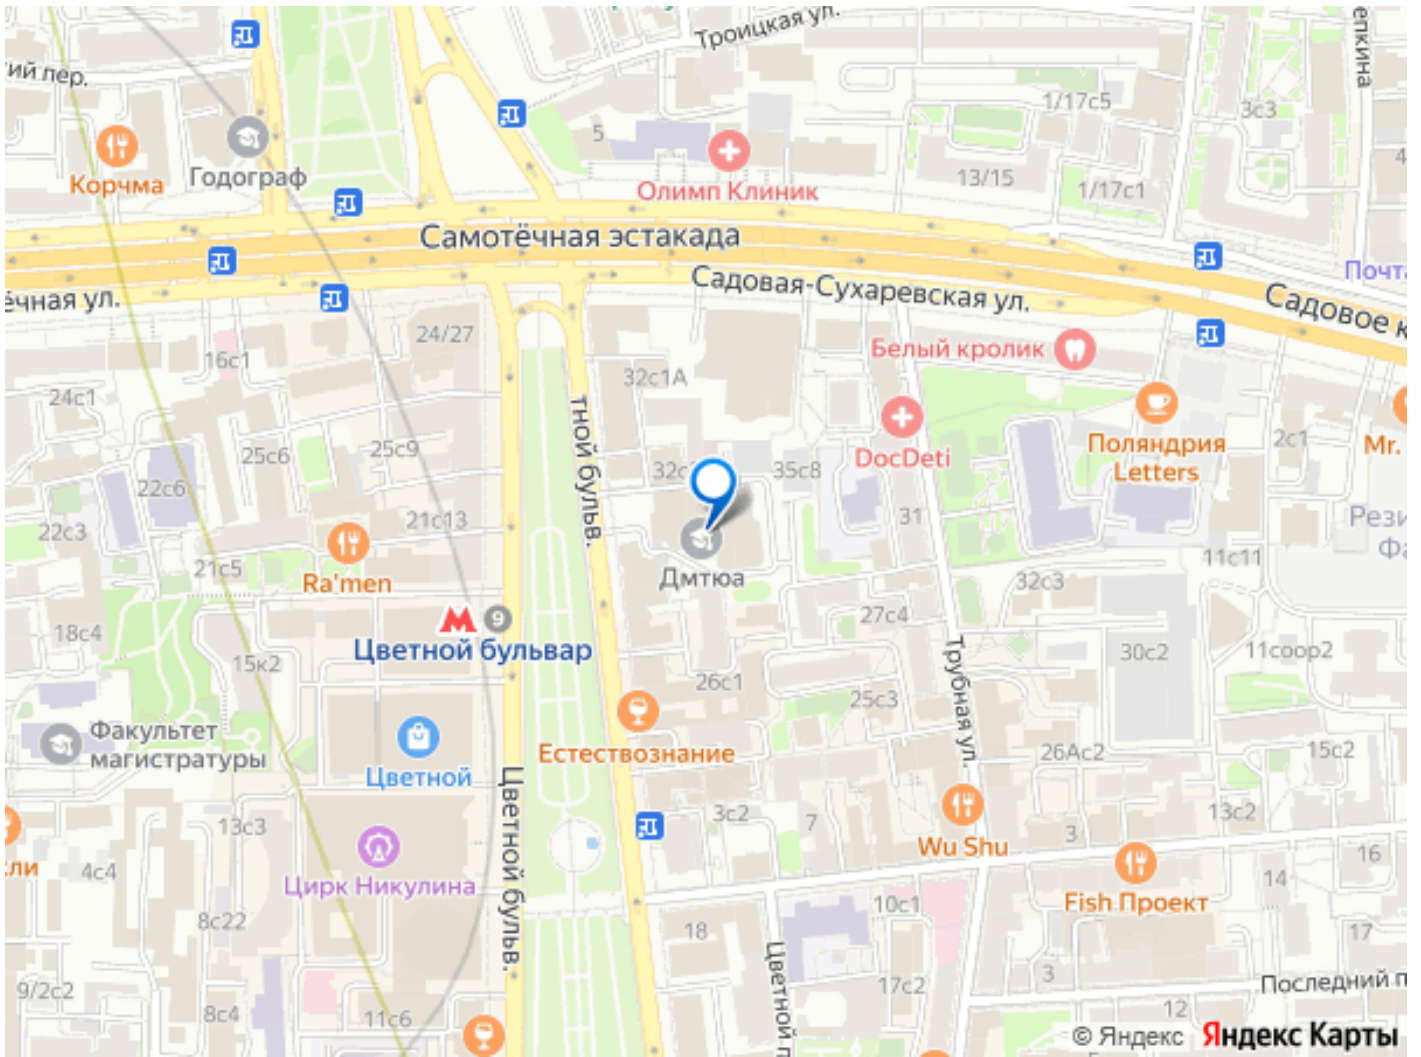 Троицкая ул.
ий пер.
Корчма
Годограф
5
Олимп Клиник
1/17с5
3с3
13/15
1/17с1
4
Самотёчная эстакада
Садовая-Сухаревская ул.
Почта
ёчная ул.
Садовое к
24/27
16с1
24с1
32с1А
Белый кролик
25с6
25с9
DocDeti
Поляндрия
Letters
2с1
Mr.
тной бульв.
22с6
22с3
21с13
35с8
31
21с5
Ra'men
Дмтюа
32с3
11с11
27с4
18с4
15к2
9
Цветной бульвар
26с1
25с3
30с2
11соор2
Трубная ул.
Факультет
магистратуры
Цветной
Естествознание
26Ас2
15с2
Цветной бульв.
13с3
4с4
ли
Цирк Никулина
3с2
7
Wu Shu
3
13с2
16
Fish Проект
14
8с22
18
10с1
17
Цветной п
9/2с2
8с4
11с6
17с2
3
12
Последний п
© Яндекс Яндекс Карты